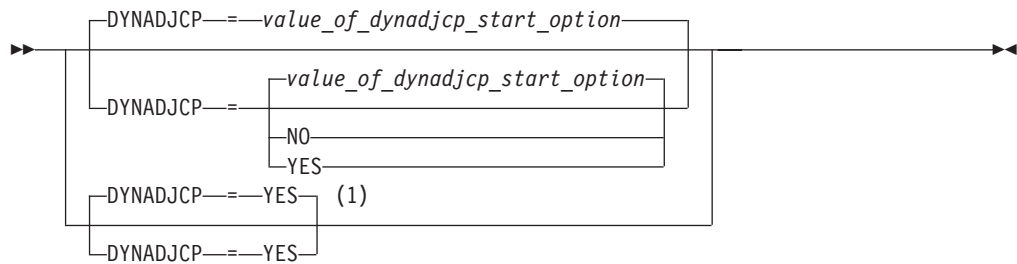 DYNADJCP = value_of_dynadjcp_start_option
value_of_dynadjcp_start_option
DYNADJCP =
NO
YES
DYNADJCP = YES (1)
DYNADJCP = YES